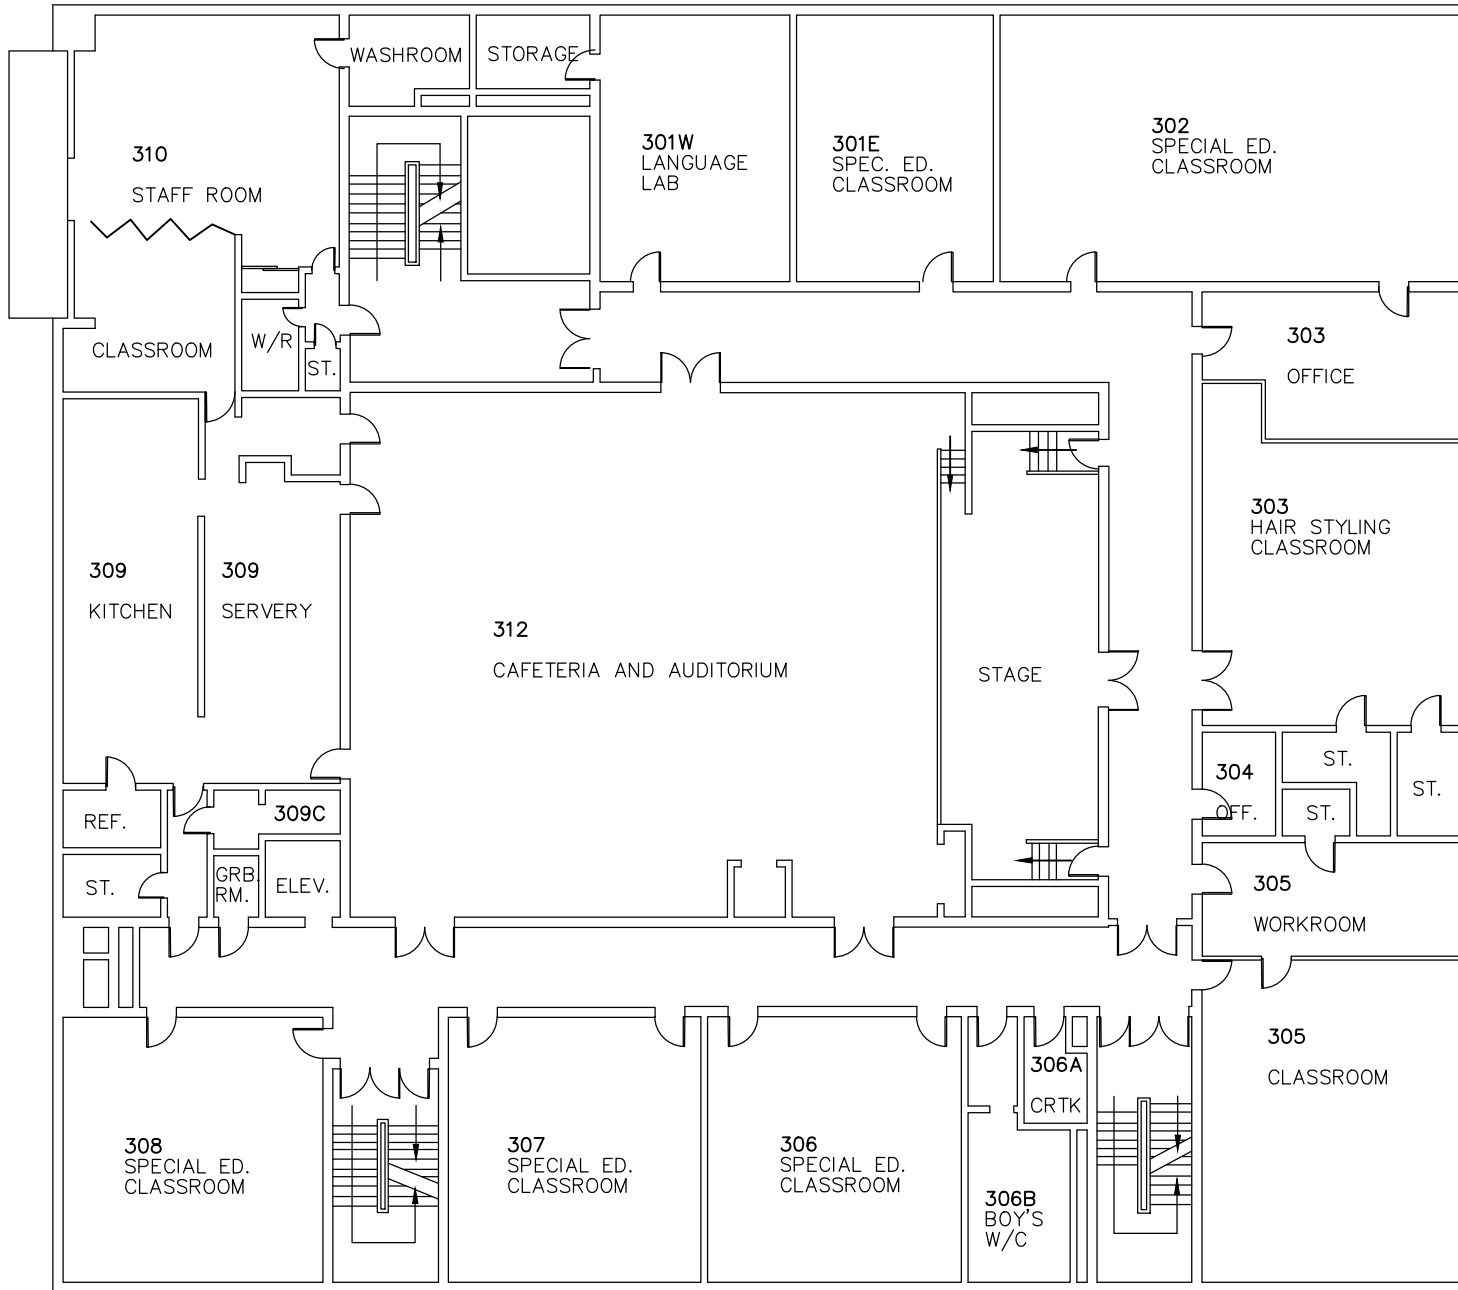 WASHROOM
STORAGE
310
STAFF ROOM
301W
LANGUAGE
LAB
301E
SPEC. ED.
CLASSROOM
302
SPECIAL ED.
CLASSROOM
CLASSROOM
W/R
ST.
303
OFFICE
303
HAIR STYLING
CLASSROOM
309
KITCHEN
309
SERVERY
312
CAFETERIA AND AUDITORIUM
STAGE
304
OFF.
ST.
ST.
ST.
REF.
309C
ST.
GRB.
RM.
ELEV.
305
WORKROOM
305
CLASSROOM
306A
CRTK
308
SPECIAL ED.
CLASSROOM
307
SPECIAL ED.
CLASSROOM
306
SPECIAL ED.
CLASSROOM
306B
BOY'S
W/C